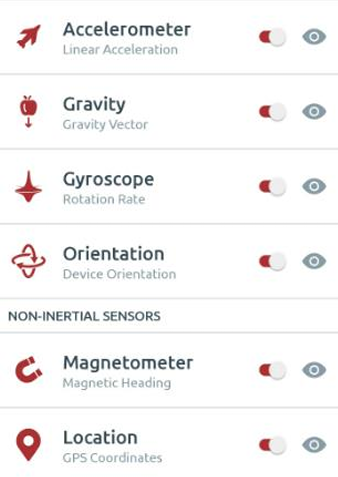 Accelerometer
Linear Acceleration
Gravity
Gravity Vector
Gyroscope
Rotation Rate
Orientation
Device Orientation
NON-INERTIAL SENSORS
Magnetometer
Magnetic Heading
Location
GPS Coordinates